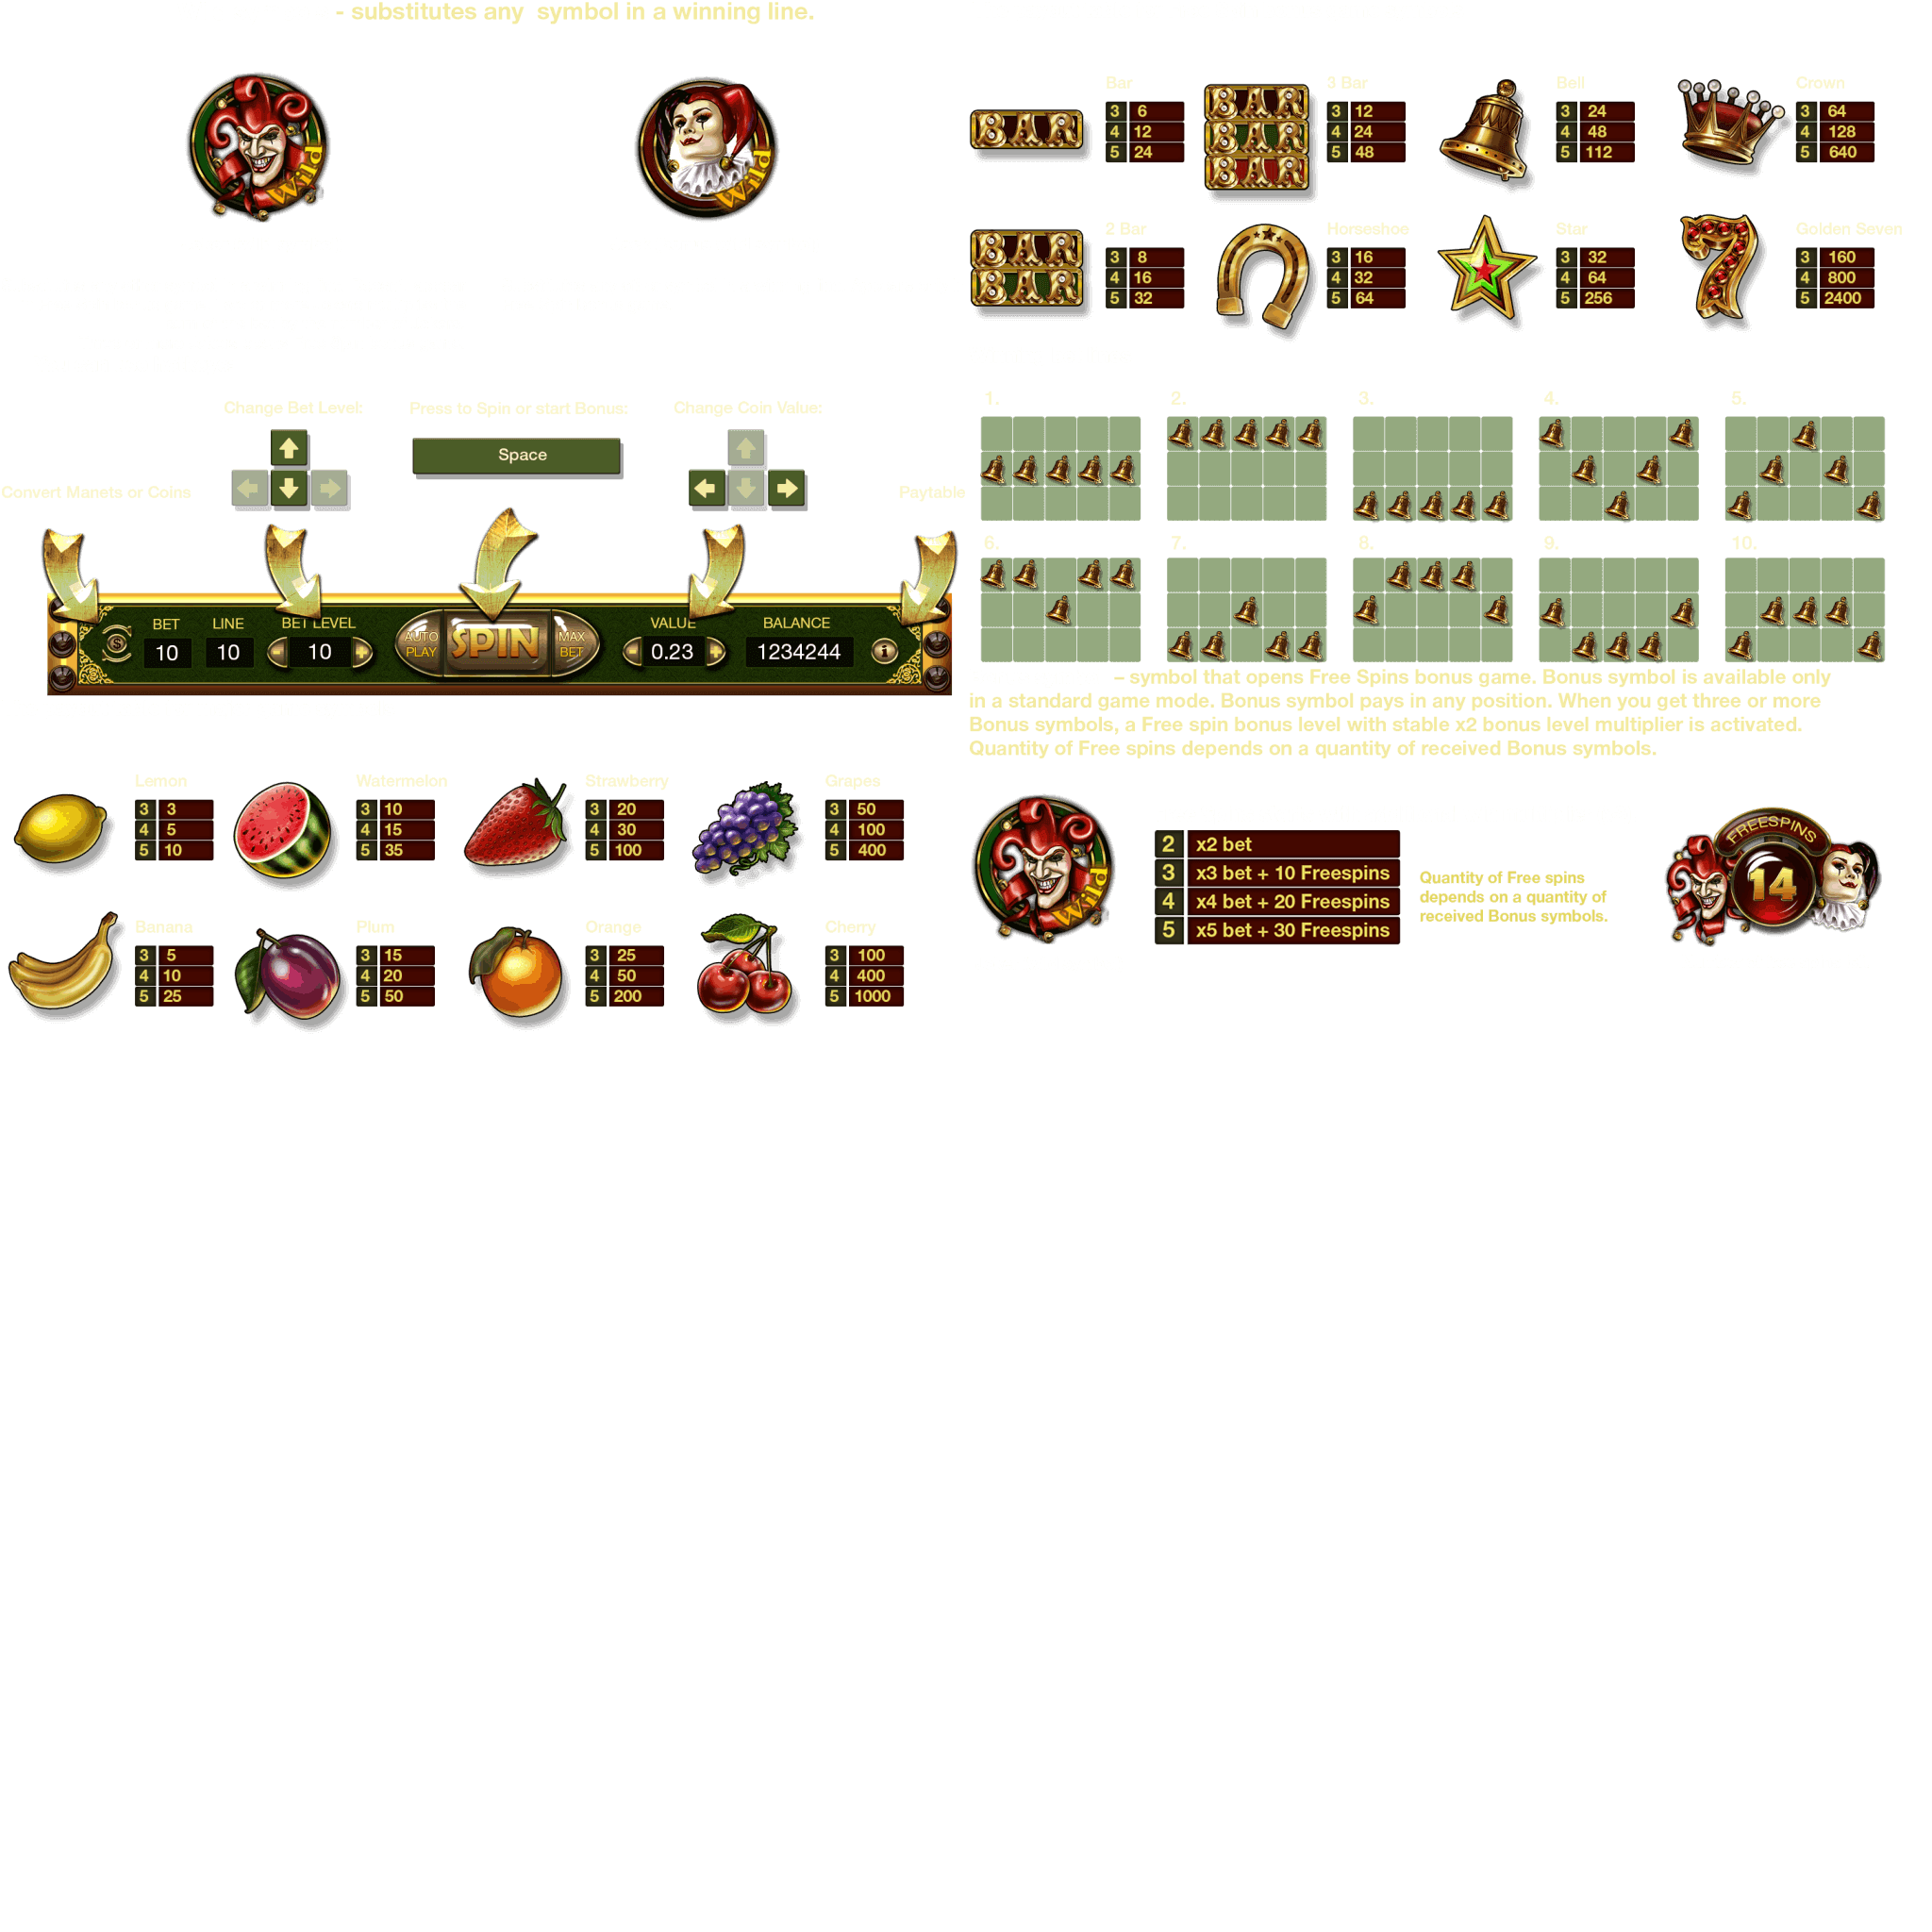 - substitutes any  symbol in a winning line.
Wild
Wild
BAR
Bar
3 6
4 12
5 24
BAR
BAR
BAR
3 Bar
3 12
4 24
5 48
Bell
3 24
4 48
5 112
Crown
3 64
4 128
5 640
BAR
BAR
2 Bar
3 8
4 16
5 32
Horseshoe
3 16
4 32
5 64
Star
3 32
4 64
5 256
7
Golden Seven
3 160
4 800
5 2400
Change Bet Level:
Press to Spin or start Bonus:
Change Coin Value:
Space
Convert Manets or Coins
Paytable
BET
10
LINE
10
BET LEVEL
- 10 +
AUTO
PLAY
SPIN
MAX
BET
VALUE
- 0.23 +
BALANCE
1234244
i
1. 2. 3. 4. 5.
6. 7. 8. 9. 10.
– symbol that opens Free Spins bonus game. Bonus symbol is available only
in a standard game mode. Bonus symbol pays in any position. When you get three or more
Bonus symbols, a Free spin bonus level with stable x2 bonus level multiplier is activated.
Quantity of Free spins depends on a quantity of received Bonus symbols.
Lemon
3 3
4 5
5 10
Watermelon
3 10
4 15
5 35
Strawberry
3 20
4 30
5 100
Grapes
3 50
4 100
5 400
Banana
3 5
4 10
5 25
Plum
3 15
4 20
5 50
Orange
3 25
4 50
5 200
Cherry
3 100
4 400
5 1000
Wild
2 x2 bet
3 x3 bet + 10 Freespins
4 x4 bet + 20 Freespins
5 x5 bet + 30 Freespins
Quantity of Free spins
depends on a quantity of
received Bonus symbols.
FREESPINS
14